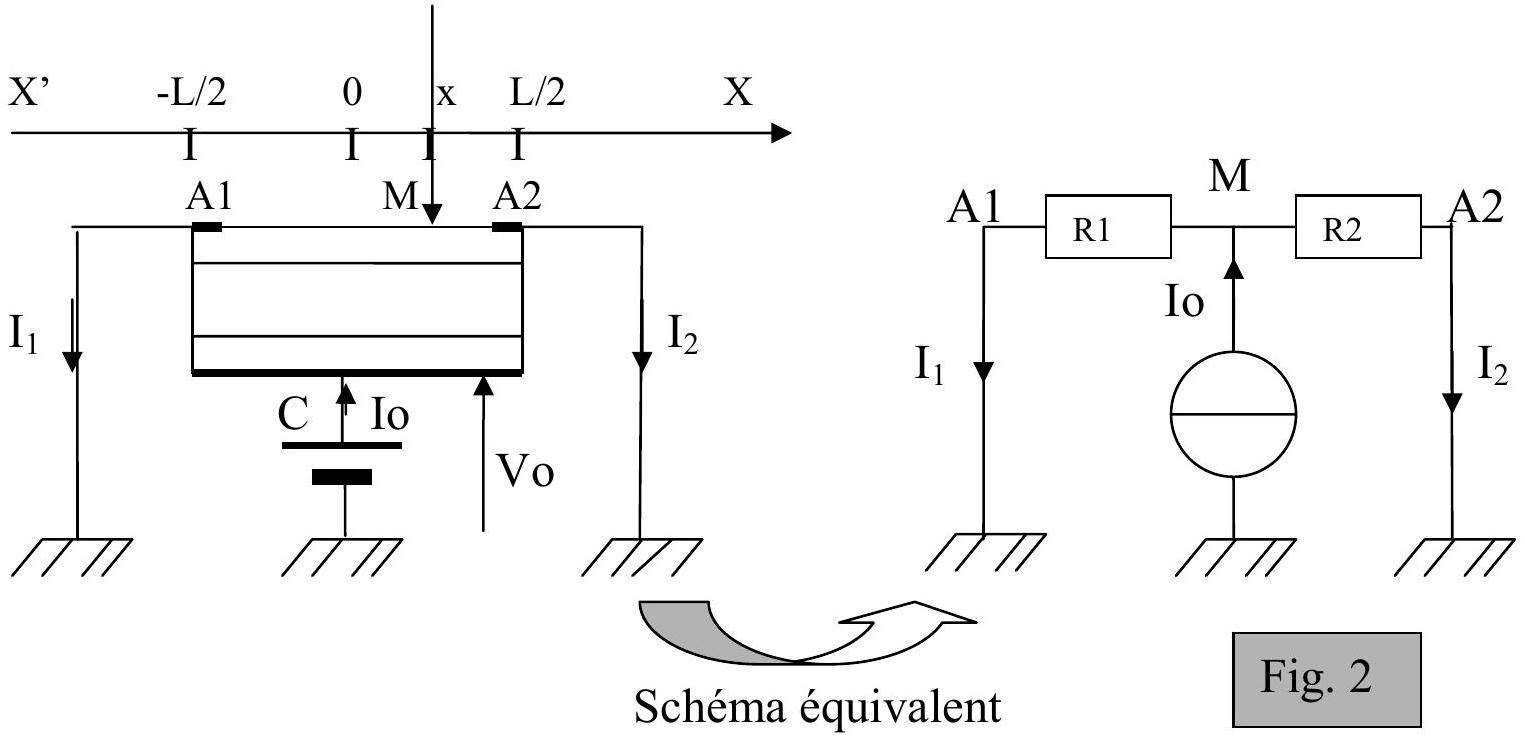 X’ -L/2 0 x L/2 X
I I I I
A1 M A2
I₁ I₂
C Io
Vo
M
A1 R1 R2 A2
Io
I₁ I₂
Schéma équivalent
Fig. 2